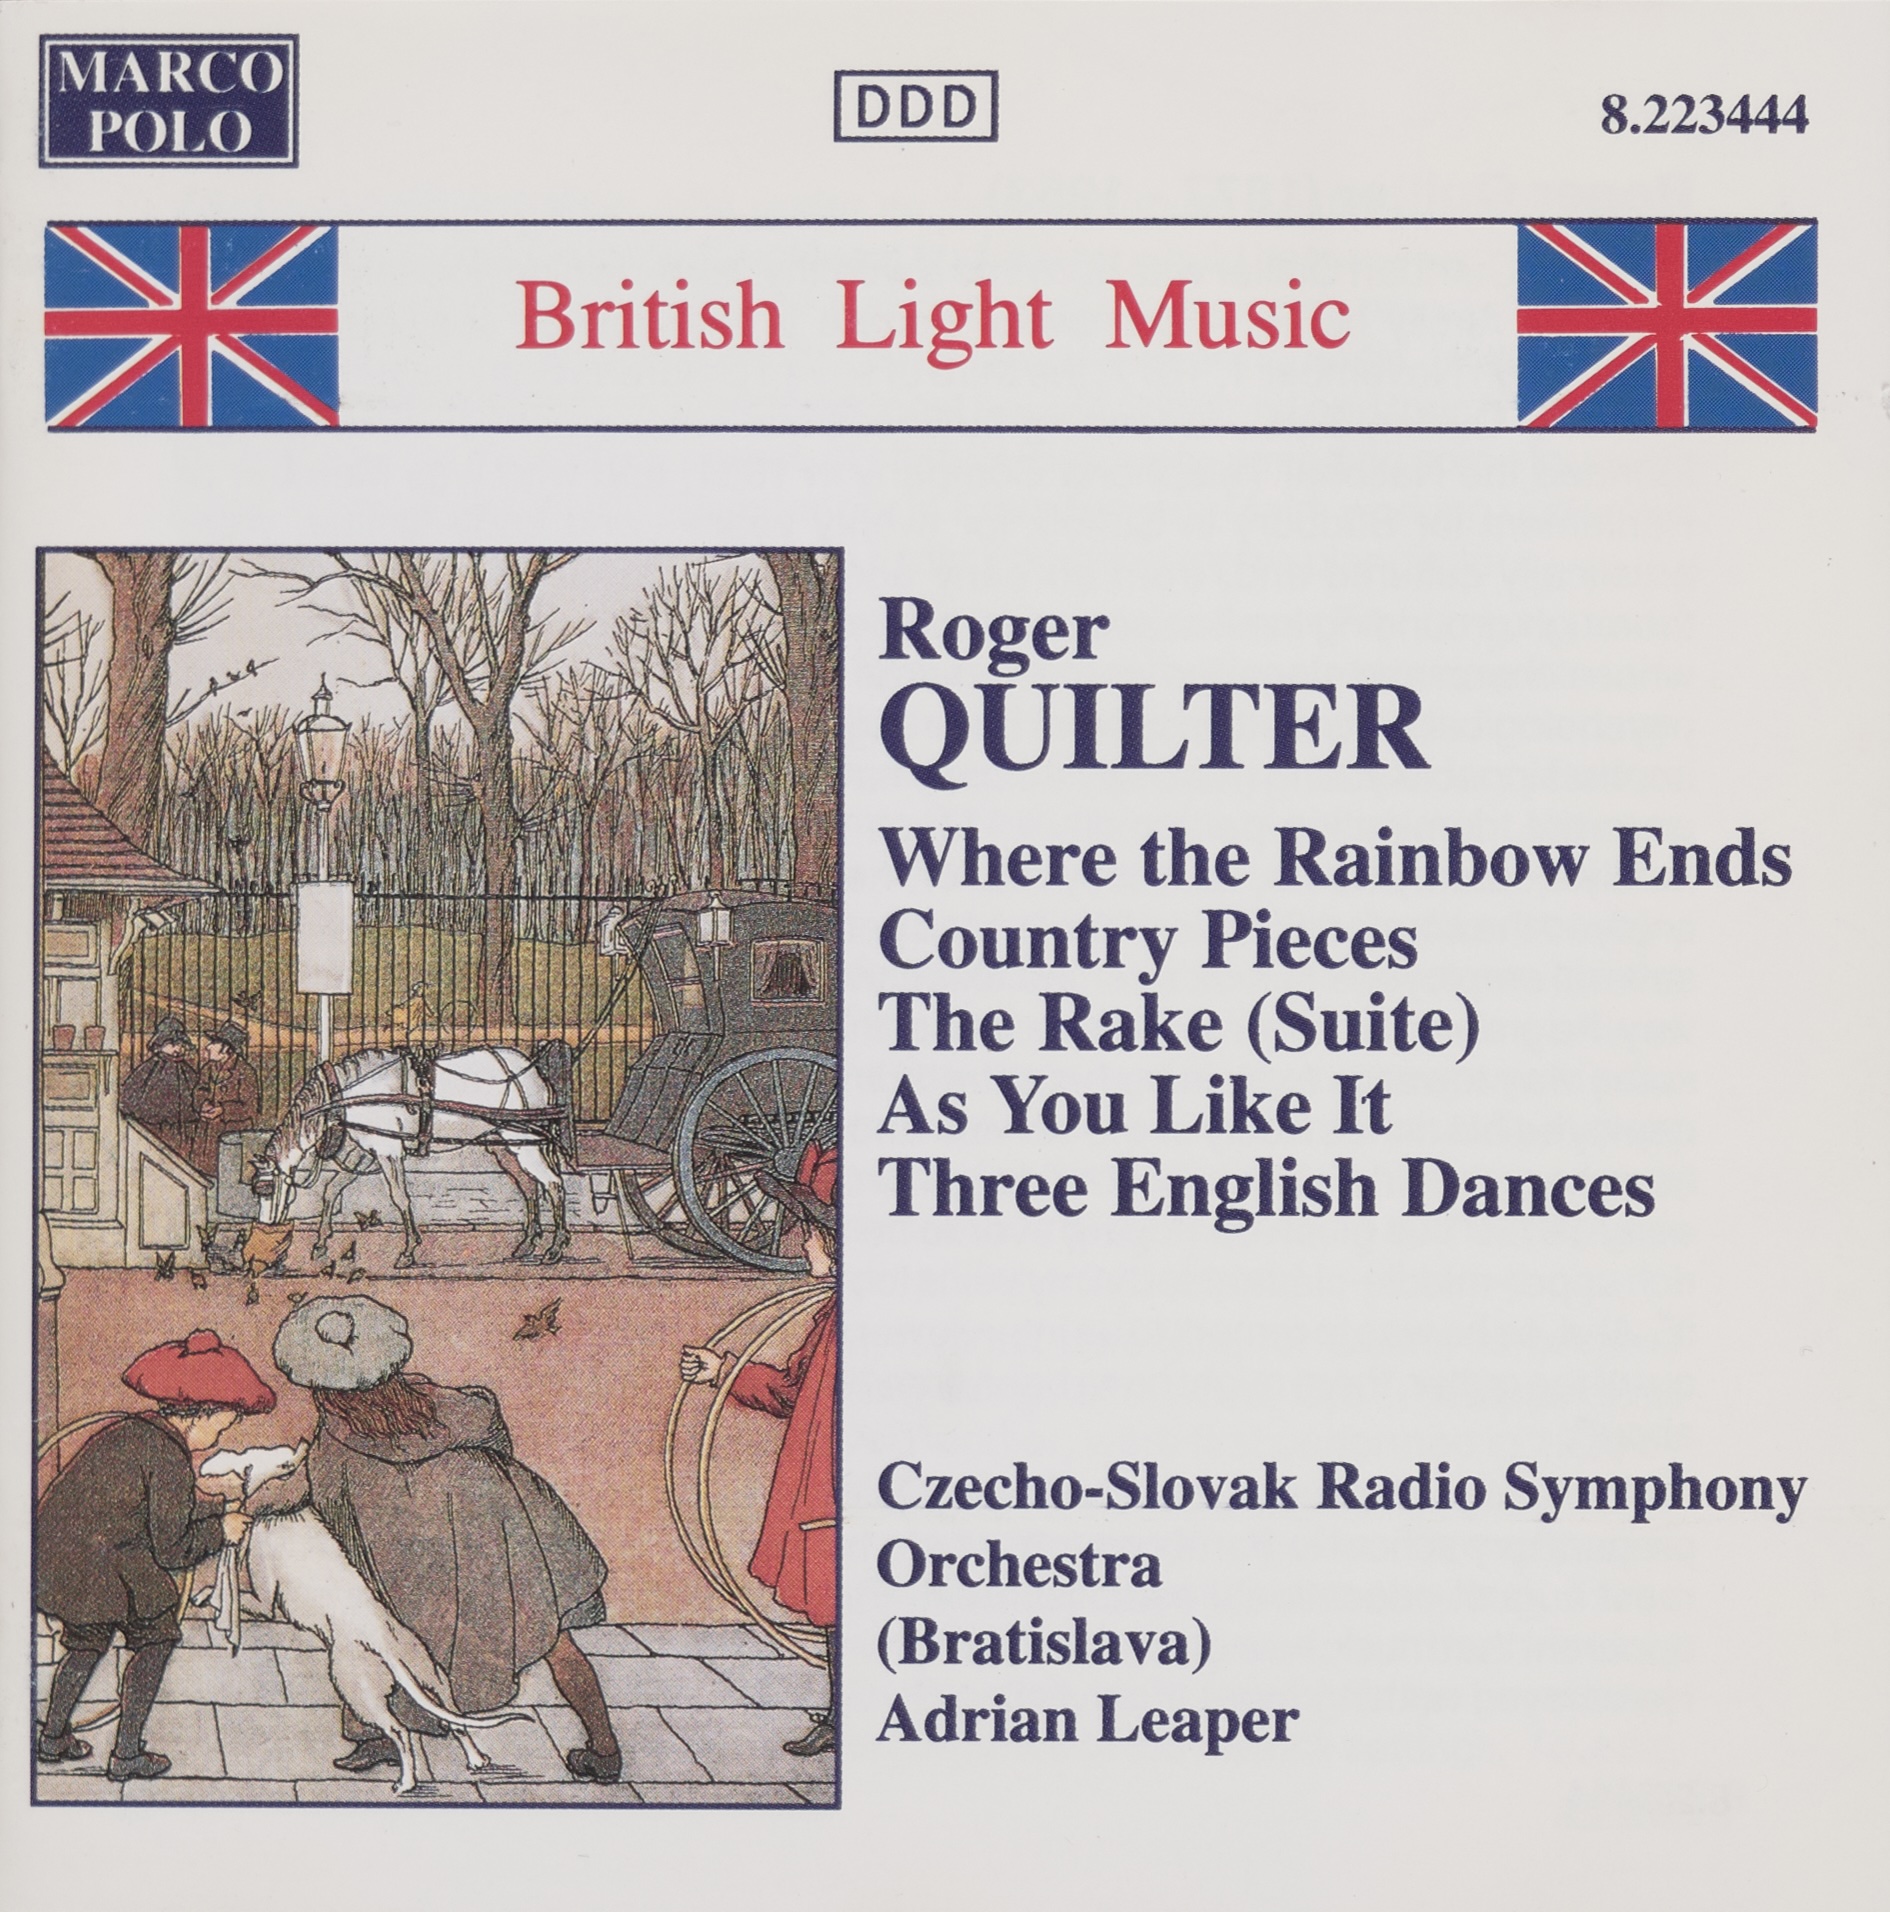 MARCO
POLO
DDD
8.223444
British Light Music
Roger
QUILTER
Where the Rainbow Ends
Country Pieces
The Rake (Suite)
As You Like It
Three English Dances
Czecho-Slovak Radio Symphony
Orchestra
(Bratislava)
Adrian Leaper